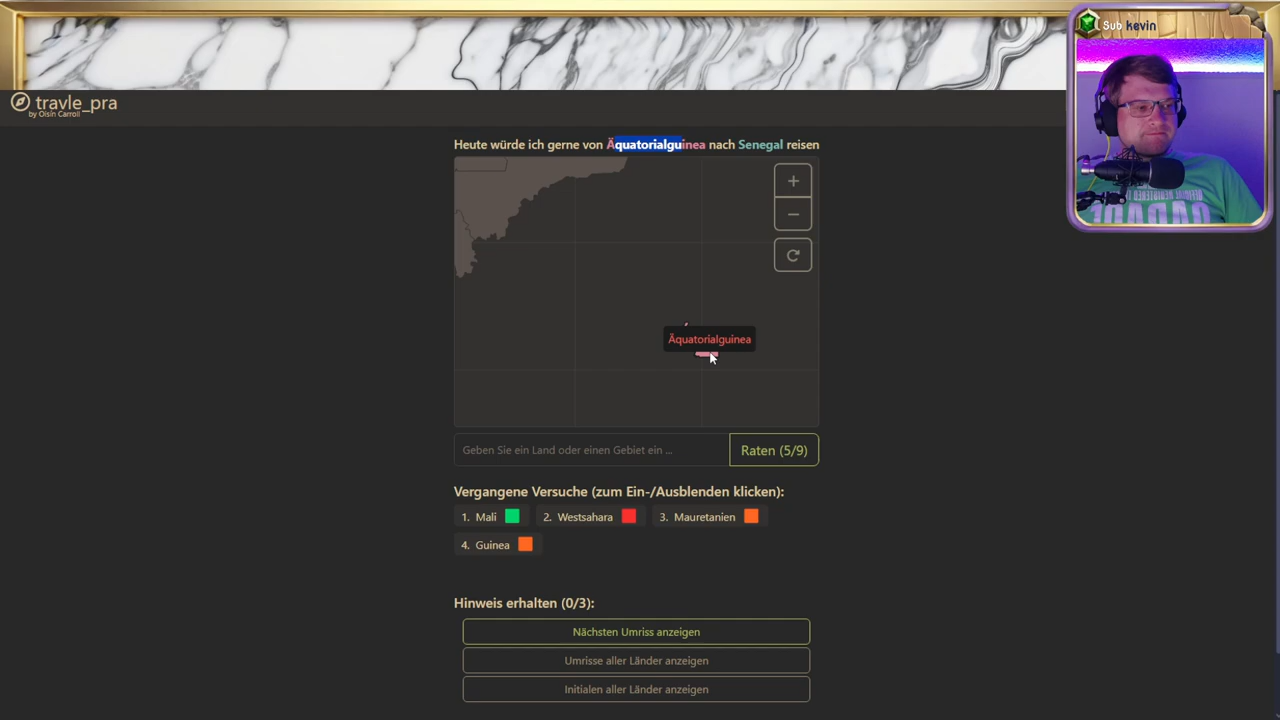 Sub kevin
travle_pra
by Oisín Carroll
Heute würde ich gerne von Äquatorialguinea nach Senegal reisen
+
−
Äquatorialguinea
Geben Sie ein Land oder einen Gebiet ein ...
Raten (5/9)
Vergangene Versuche (zum Ein-/Ausblenden klicken):
1. Mali
2. Westsahara
3. Mauretanien
4. Guinea
Hinweis erhalten (0/3):
Nächsten Umriss anzeigen
Umrisse aller Länder anzeigen
Initialen aller Länder anzeigen